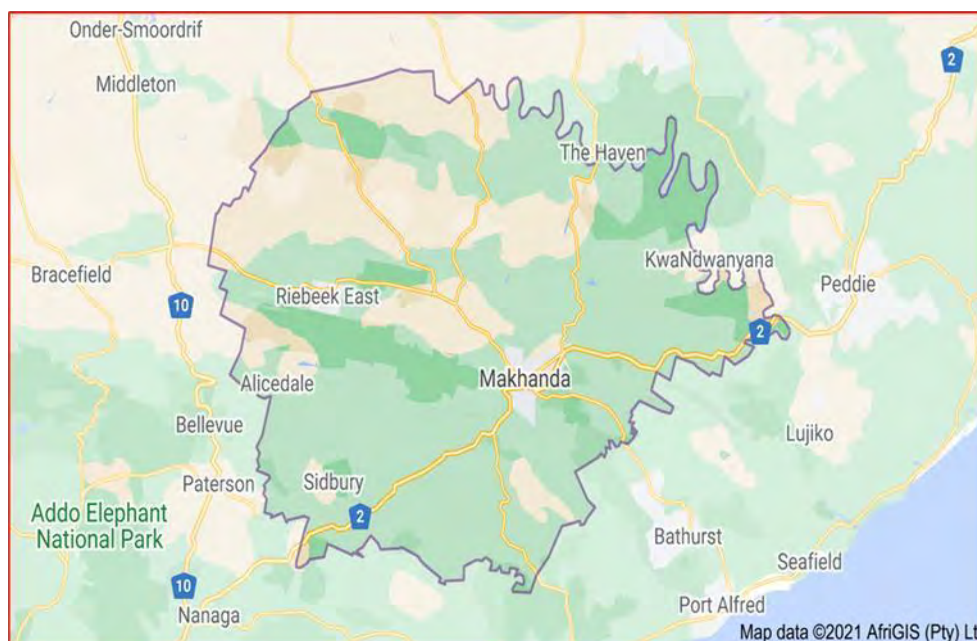 Onder-Smoordrif
2
Middleton
The Haven
Bracefield
KwaNdwanyana
Peddie
10
Riebeek East
2
Alicedale
Makhanda
Bellevue
Lujiko
Paterson
Sidbury
Addo Elephant
National Park
2
Bathurst
Seafield
10
Nanaga
Port Alfred
Map data ©2021 AfriGIS (Pty) Lt